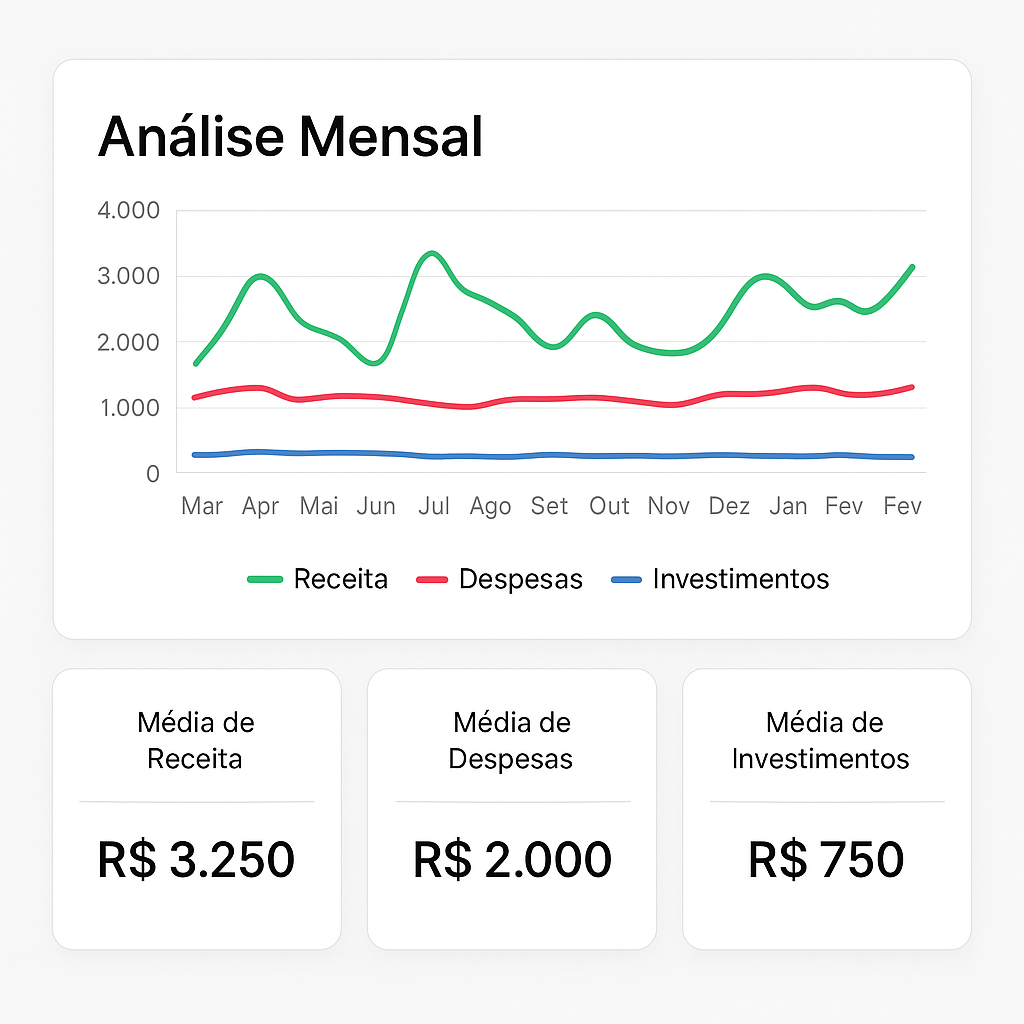 Análise Mensal
4.000
3.000
2.000
1.000
0
Mar Apr Mai Jun Jul Ago Set Out Nov Dez Jan Fev Fev
Receita Despesas Investimentos
Média de
Receita
R$ 3.250
Média de
Despesas
R$ 2.000
Média de
Investimentos
R$ 750